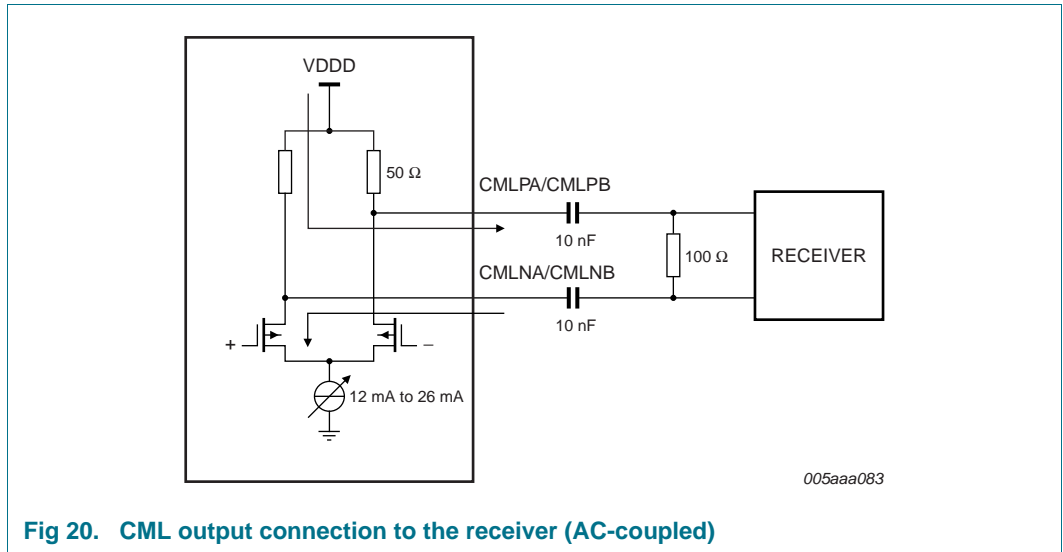 VDDD
50 Ω
CMLPA/CMLPB
10 nF
100 Ω
RECEIVER
CMLNA/CMLNB
10 nF
+
−
12 mA to 26 mA
005aaa083
Fig 20. CML output connection to the receiver (AC-coupled)